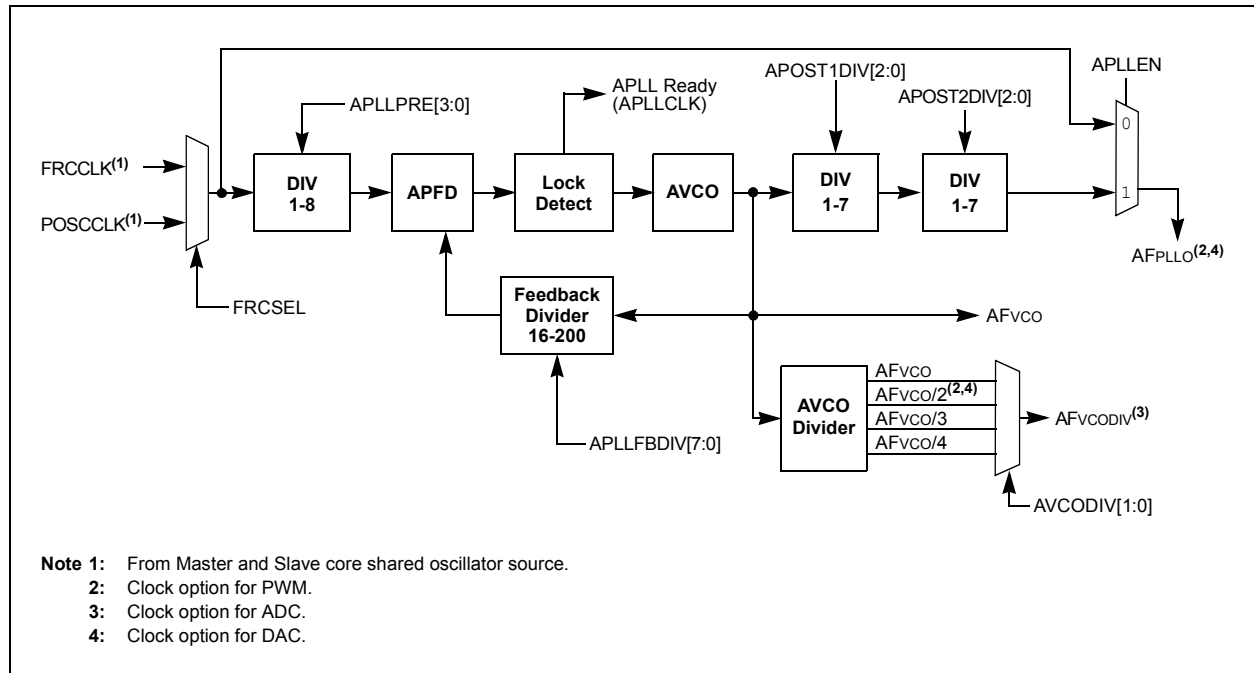 APLLEN
APOST1DIV[2:0]
APLL Ready
(APLLCLK)
APOST2DIV[2:0]
APLLPRE[3:0]
0
FRCCLK(1)
DIV
1-8
APFD
Lock
Detect
AVCO
DIV
1-7
DIV
1-7
1
POSCCLK(1)
AFPLLO(2,4)
FRCSEL
Feedback
Divider
16-200
AFVCO
AVCO
Divider
AFVCO
AFVCO/2(2,4)
AFVCO/3
AFVCO/4
AFVCODIV(3)
APLLFBDIV[7:0]
AVCODIV[1:0]
Note 1: From Master and Slave core shared oscillator source.
2: Clock option for PWM.
3: Clock option for ADC.
4: Clock option for DAC.